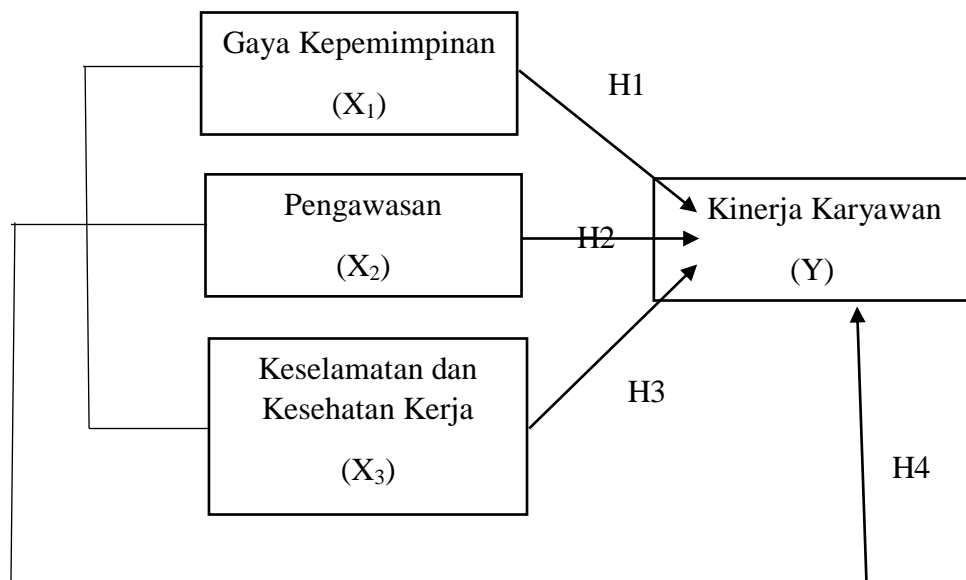 Gaya Kepemimpinan
(X₁)
H1
Pengawasan
(X₂)
H2
Kinerja Karyawan
(Y)
Keselamatan dan
Kesehatan Kerja
(X₃)
H3
H4